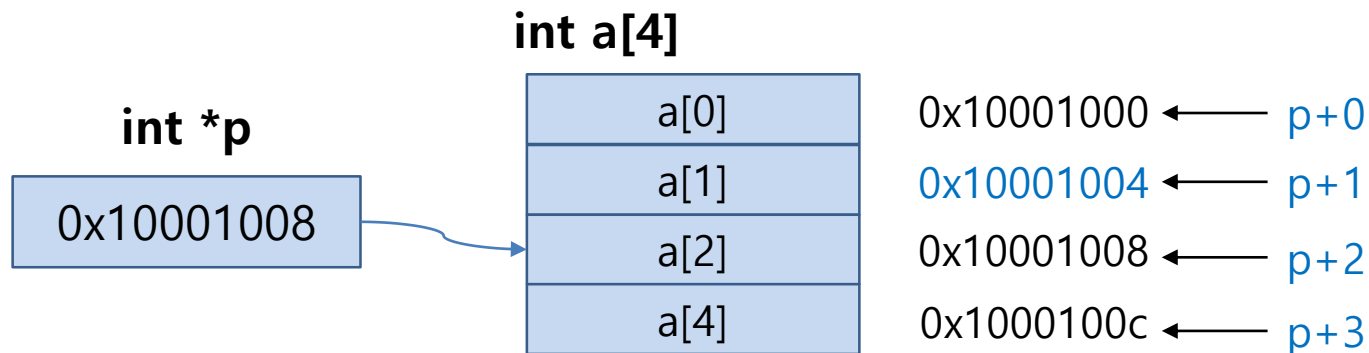 int a[4]
int *p
0x10001008
a[0] 0x10001000 p+0
a[1] 0x10001004 p+1
a[2] 0x10001008 p+2
a[4] 0x1000100c p+3